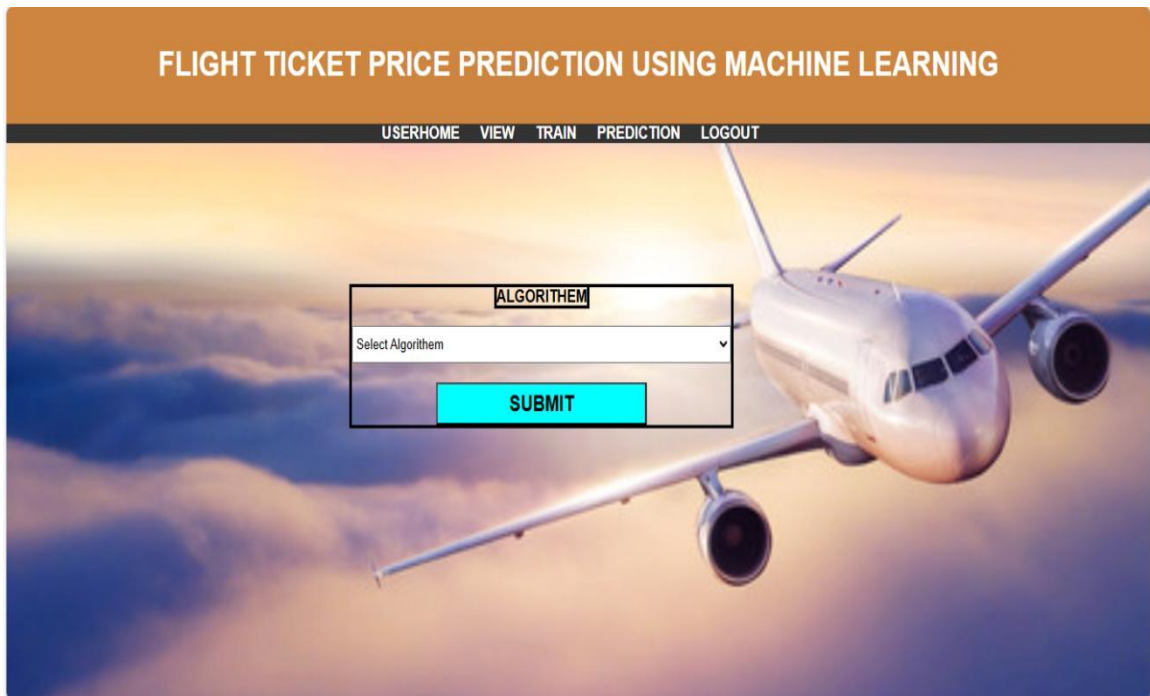 FLIGHT TICKET PRICE PREDICTION USING MACHINE LEARNING
USERHOME VIEW TRAIN PREDICTION LOGOUT
ALGORITHEM
Select Algorithem
SUBMIT